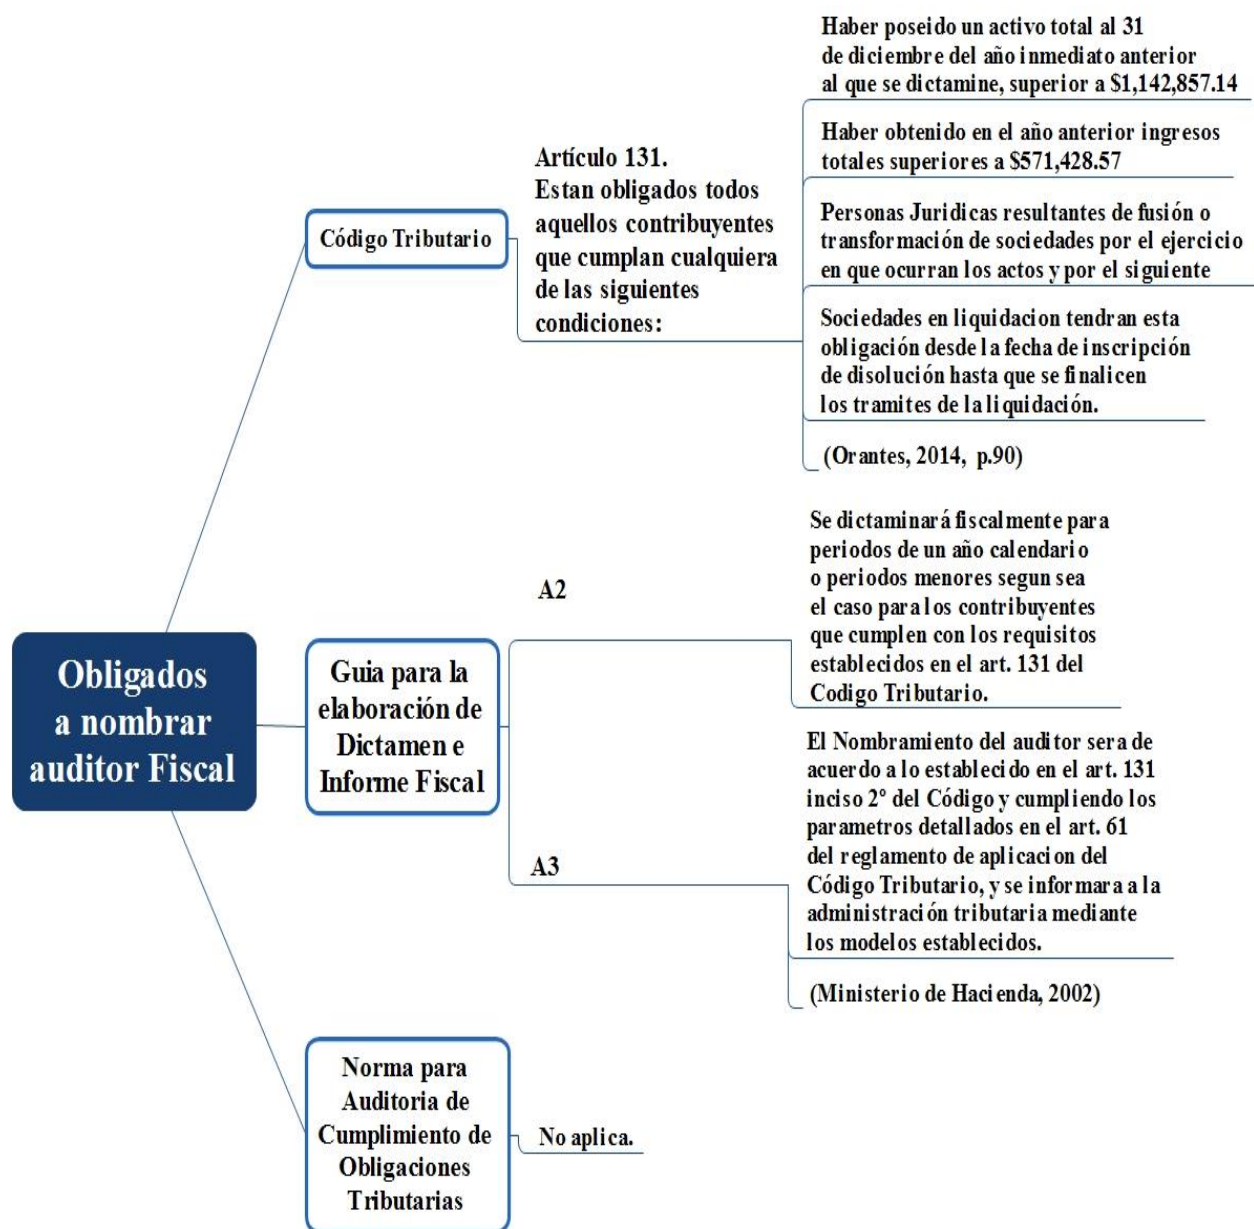 Obligados
a nombrar
auditor Fiscal
Código Tributario
Artículo 131.
Estan obligados todos
aquellos contribuyentes
que cumplan cualquiera
de las siguientes
condiciones:
Haber poseido un activo total al 31
de diciembre del año inmediato anterior
al que se dictamine, superior a $1,142,857.14
Haber obtenido en el año anterior ingresos
totales superiores a $571,428.57
Personas Juridicas resultantes de fusión o
transformación de sociedades por el ejercicio
en que ocurran los actos y por el siguiente
Sociedades en liquidacion tendran esta
obligación desde la fecha de inscripción
de disolución hasta que se finalicen
los tramites de la liquidación.
(Orantes, 2014, p.90)
Guia para la
elaboración de
Dictamen e
Informe Fiscal
A2
Se dictaminará fiscalmente para
periodos de un año calendario
o periodos menores segun sea
el caso para los contribuyentes
que cumplen con los requisitos
establecidos en el art. 131 del
Codigo Tributario.
A3
El Nombramiento del auditor sera de
acuerdo a lo establecido en el art. 131
inciso 2º del Código y cumpliendo los
parametros detallados en el art. 61
del reglamento de aplicacion del
Código Tributario, y se informara a la
administración tributaria mediante
los modelos establecidos.
(Ministerio de Hacienda, 2002)
Norma para
Auditoria de
Cumplimiento de
Obligaciones
Tributarias
No aplica.